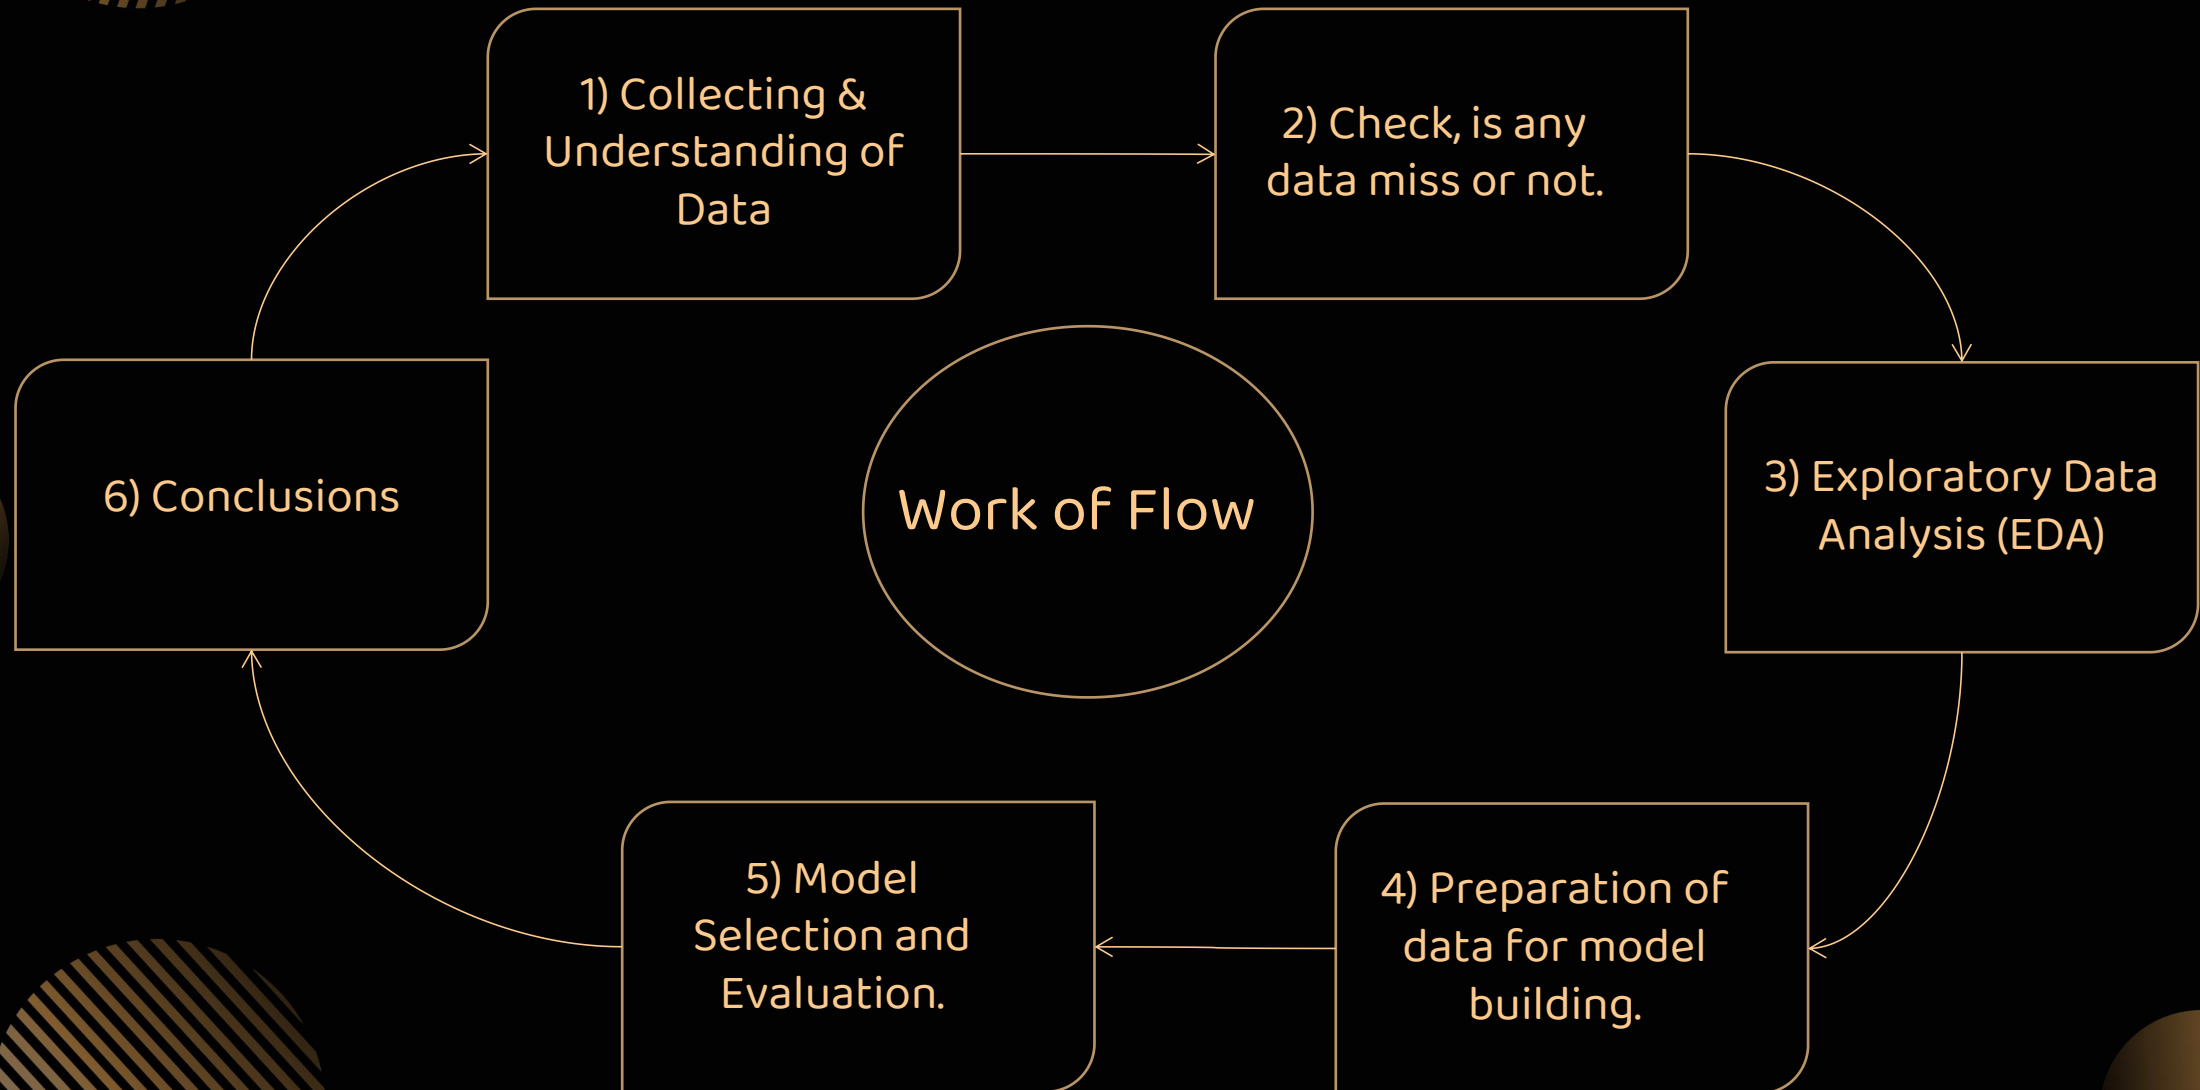 1) Collecting &
Understanding of
Data
2) Check, is any
data miss or not.
3) Exploratory Data
Analysis (EDA)
4) Preparation of
data for model
building.
5) Model
Selection and
Evaluation.
6) Conclusions
Work of Flow